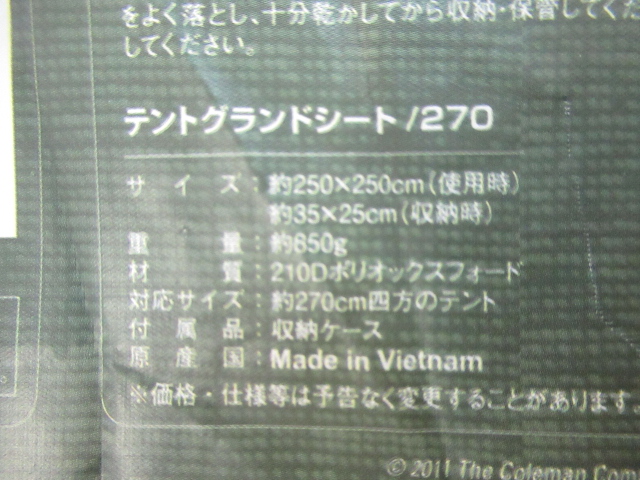 をよく落とし、十分乾かしてから収納・保管してくだ
してください。
テントグランドシート/270
サイズ：約250×250cm（使用時）
約35×25cm（収納時）
重量：約850g
材質：210Dポリオックスフォード
対応サイズ：約270cm四方のテント
付属品：収納ケース
原産国：Made in Vietnam
※価格・仕様等は予告なく変更することがあります。
© 2011 The Coleman Com